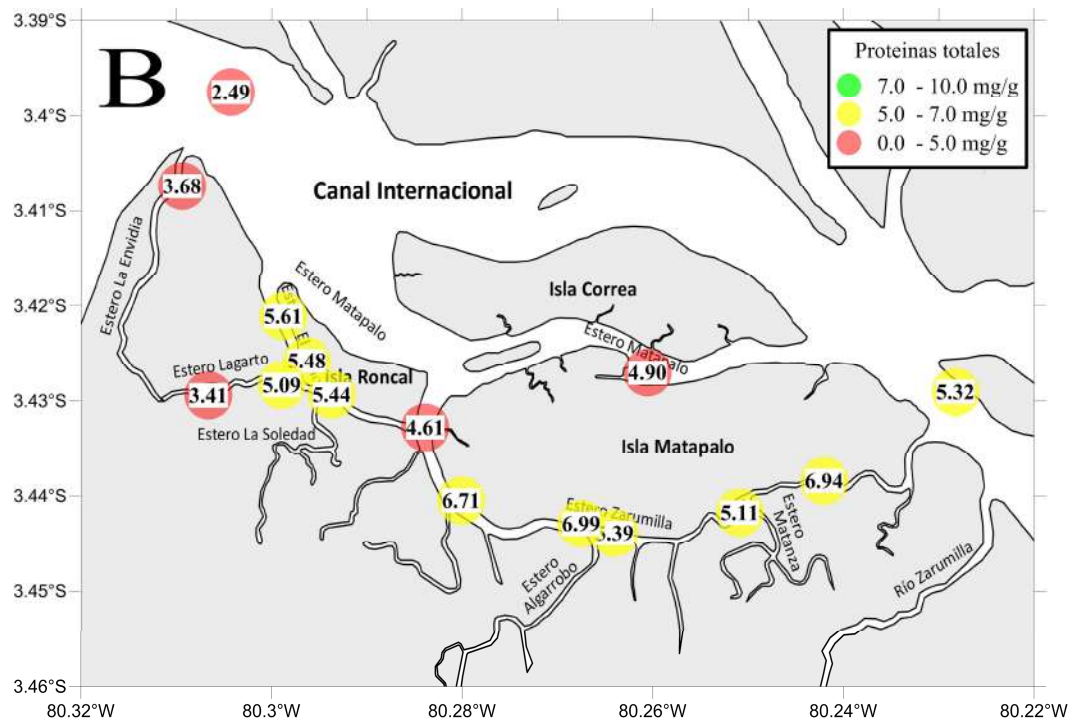 3.39°S
3.4°S
3.41°S
3.42°S
3.43°S
3.44°S
3.45°S
3.46°S
80.32°W
80.3°W
80.28°W
80.26°W
80.24°W
80.22°W
B
Proteinas totales
7.0 - 10.0 mg/g
5.0 - 7.0 mg/g
0.0 - 5.0 mg/g
2.49
3.68
Canal Internacional
Estero La Envidia
Estero Matapalo
5.61
Isla Correa
Estero Matapalo
4.90
5.48
Estero Lagarto
Isla Roncal
5.09
5.44
3.41
5.32
4.61
Estero La Soledad
Isla Matapalo
6.94
6.71
Estero Zarumilla
6.99
5.11
Estero
Matanza
Estero
Algarrobo
Río Zarumilla